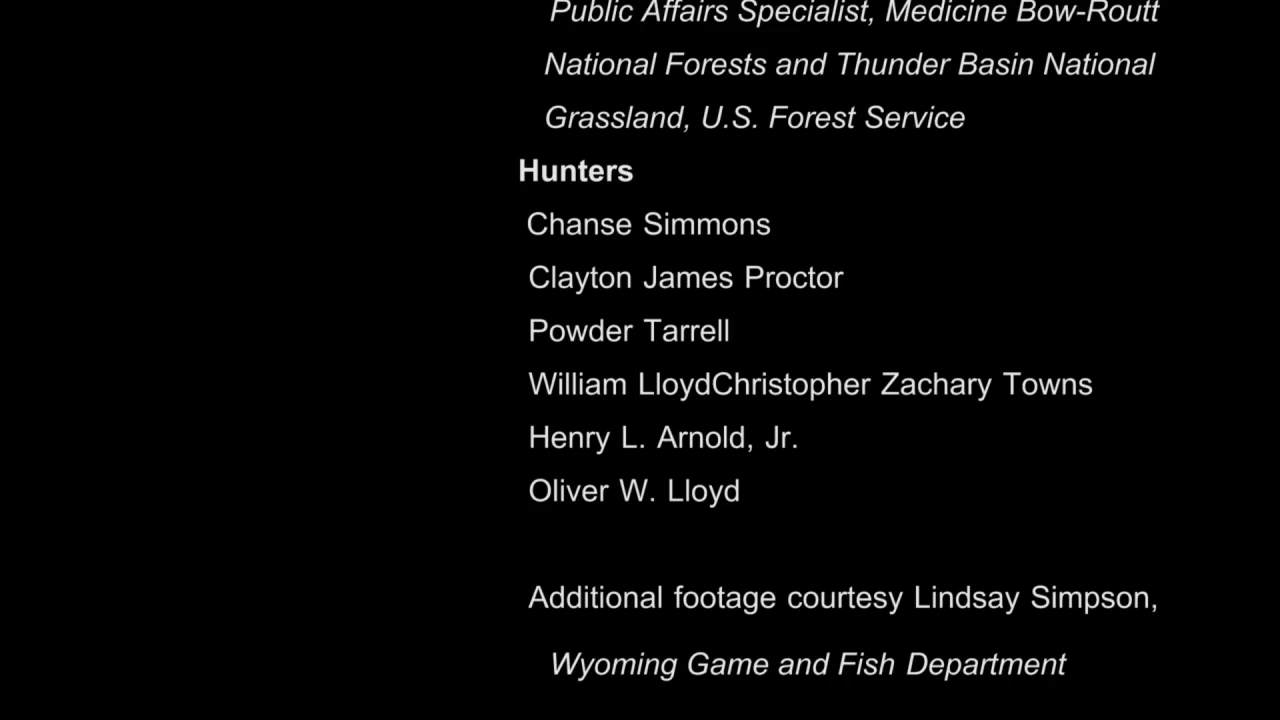 Public Affairs Specialist, Medicine Bow-Routt
National Forests and Thunder Basin National
Grassland, U.S. Forest Service
Hunters
Chanse Simmons
Clayton James Proctor
Powder Tarrell
William LloydChristopher Zachary Towns
Henry L. Arnold, Jr.
Oliver W. Lloyd
Additional footage courtesy Lindsay Simpson,
Wyoming Game and Fish Department